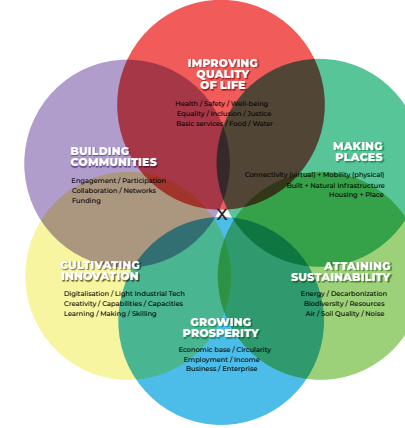 IMPROVING
QUALITY
OF LIFE
Health / Safety / Well-being
Equality / Inclusion / Justice
Basic services / Food / Water
BUILDING
COMMUNITIES
Engagement / Participation
Collaboration / Networks
Funding
MAKING
PLACES
Connectivity (virtual) + Mobility (physical)
Built + Natural Infrastructure
Housing + Place
X
CULTIVATING
INNOVATION
Digitalisation / Light Industrial Tech
Creativity / Capabilities / Capacities
Learning / Making / Skilling
ATTAINING
SUSTAINABILITY
Energy / Decarbonization
Biodiversity / Resources
Air / Soil Quality / Noise
GROWING
PROSPERITY
Economic base / Circularity
Employment / Income
Business / Enterprise